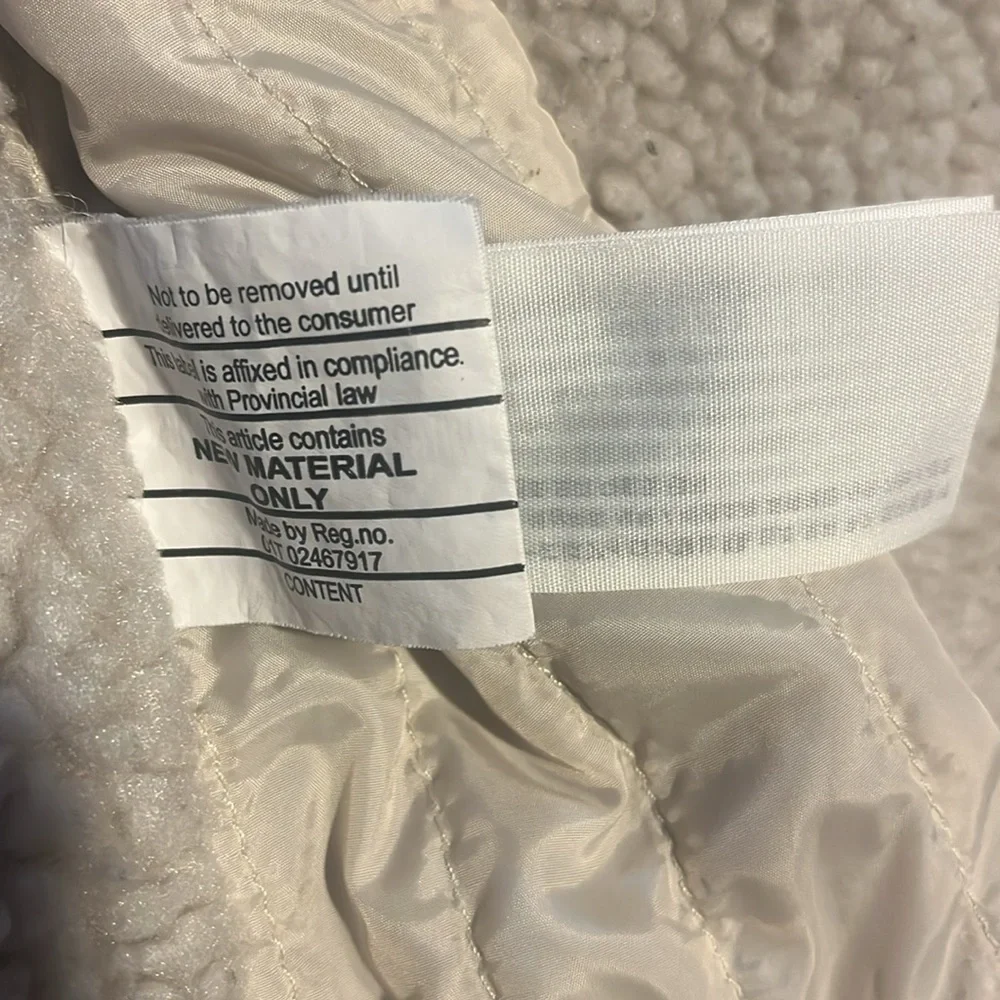 Not to be removed until
delivered to the consumer
This label is affixed in compliance.
with Provincial law
This article contains
NEW MATERIAL
ONLY
Made by Reg.no.
01T 02467917
CONTENT